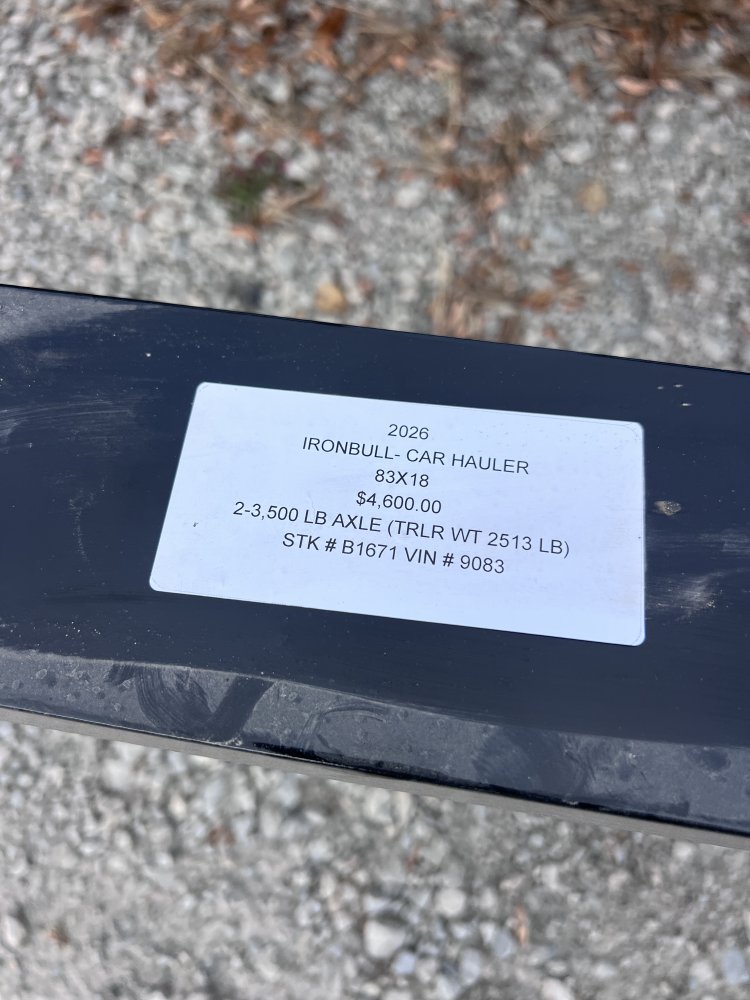 2026
IRONBULL- CAR HAULER
83X18
$4,600.00
2-3,500 LB AXLE (TRLR WT 2513 LB)
STK # B1671 VIN # 9083